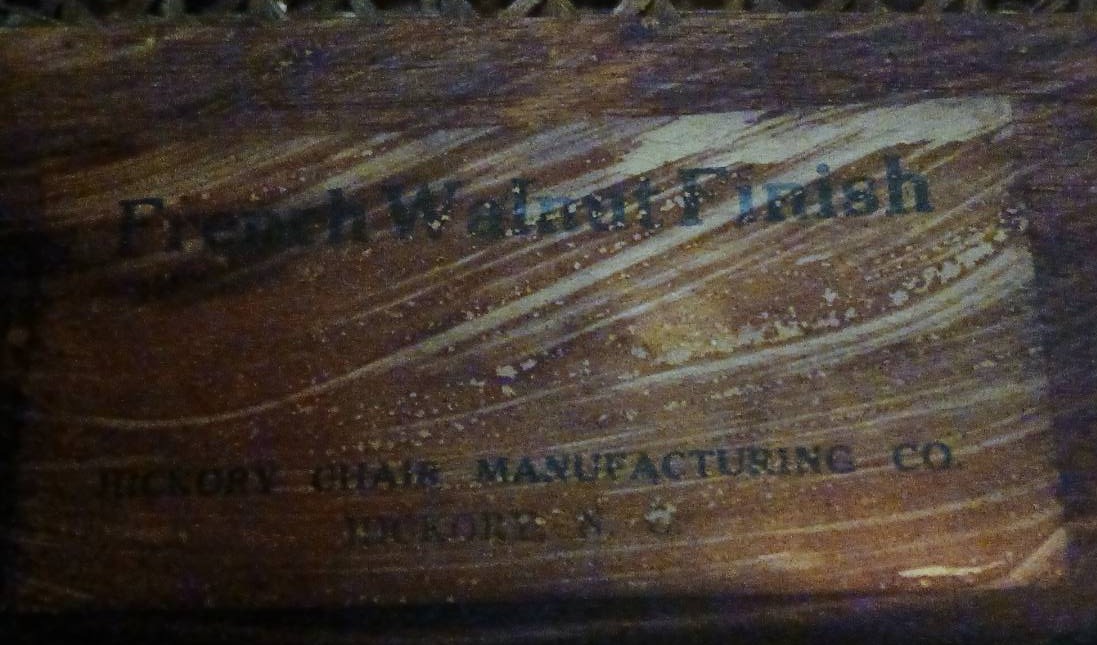 French Walnut Finish
HICKORY CHAIR MANUFACTURING CO.
HICKORY, N. C.